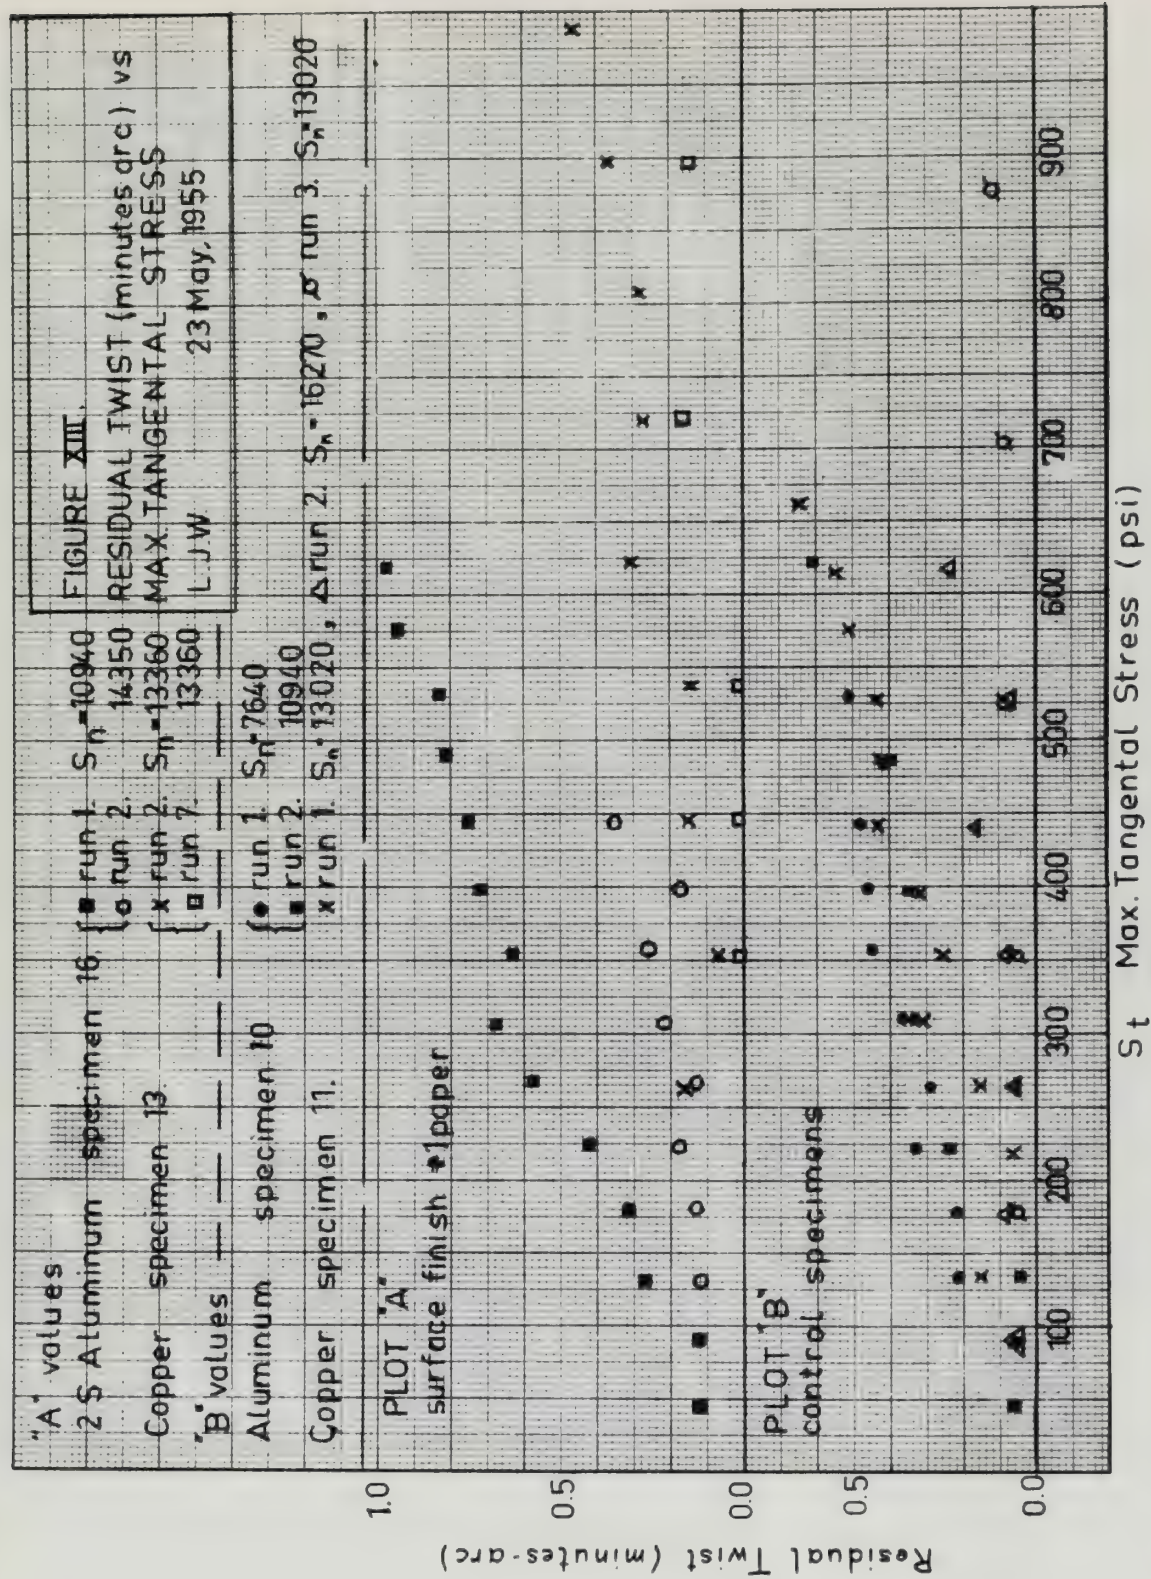 "A" values
2S Aluminum specimen 16. { ■ run 1. Sn=10940
o run 2. 14350
Copper specimen 13. { x run 2. Sn=13360
□ run 7. 13360
"B" values
Aluminum specimen 10 { ● run 1. Sn=7640
■ run 2. 10940
Copper specimen 11. x run 1. Sn=13020, △ run 2. Sn=16270, σ run 3. Sn=13020
FIGURE XIII.
RESIDUAL TWIST (minutes arc) vs
MAX. TANGENTAL STRESS
LJW 23 May, 1955
PLOT "A"
surface finish #1 paper
PLOT "B"
control specimens
1.0
0.5
0.0
0.5
0.0
Residual Twist (minutes-arc)
100 200 300 400 500 600 700 800 900
St Max. Tangental Stress (psi)